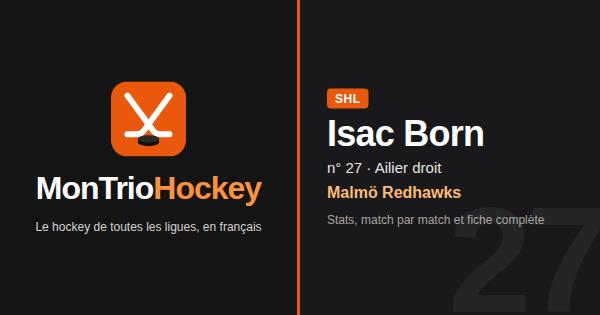 MonTrioHockey
Le hockey de toutes les ligues, en français
SHL
Isac Born
n° 27 · Ailier droit
Malmö Redhawks
Stats, match par match et fiche complète
27